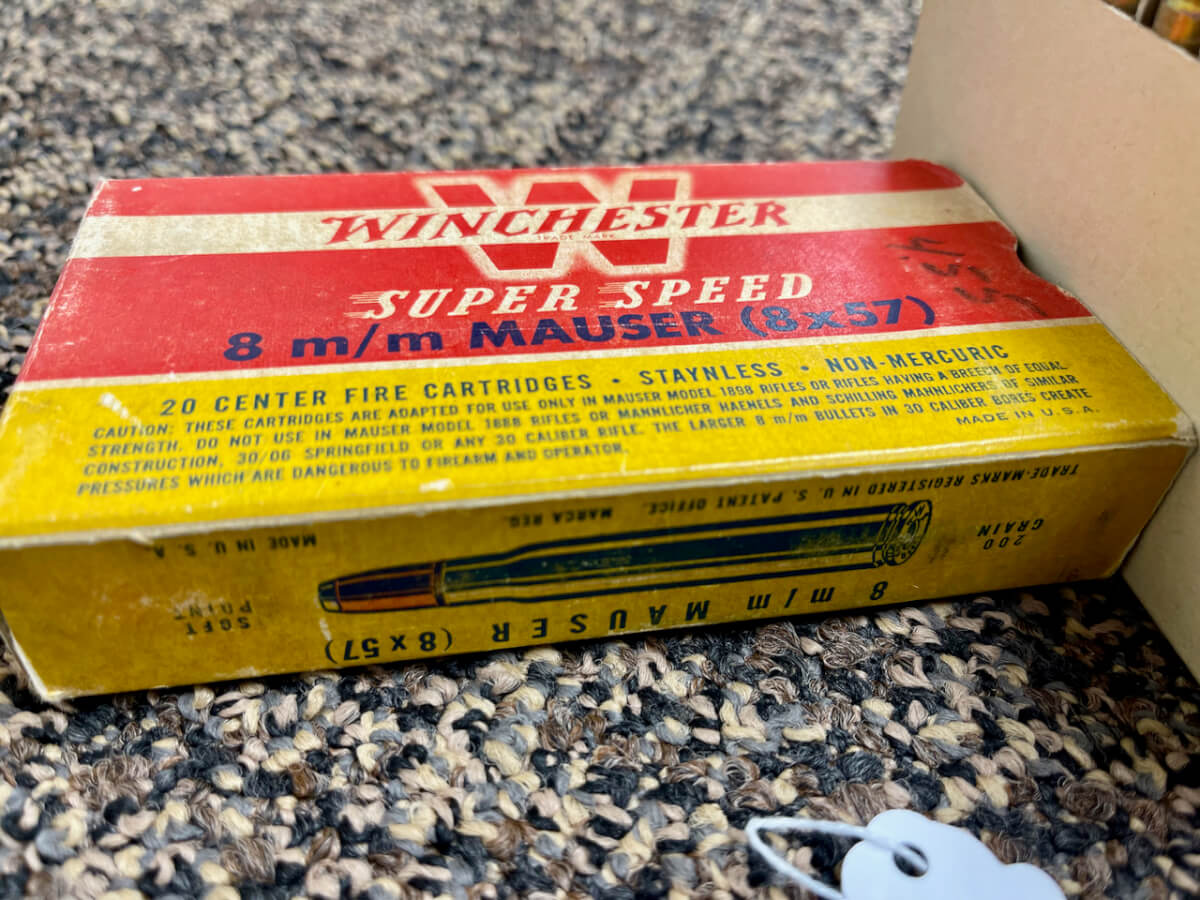 W
WINCHESTER
TRADE MARK
SUPER SPEED
8 m/m MAUSER (8x57)
20 CENTER FIRE CARTRIDGES • STAYNLESS • NON-MERCURIC
CAUTION: THESE CARTRIDGES ARE ADAPTED FOR USE ONLY IN MAUSER MODEL 1898 RIFLES OR RIFLES HAVING A BREECH OF EQUAL
STRENGTH. DO NOT USE IN MAUSER MODEL 1888 RIFLES OR MANNLICHER HAENELS AND SCHILLING MANNLICHERS OF SIMILAR
CONSTRUCTION, 30/06 SPRINGFIELD OR ANY 30 CALIBER RIFLE. THE LARGER 8 m/m BULLETS IN 30 CALIBER BORES CREATE
PRESSURES WHICH ARE DANGEROUS TO FIREARM AND OPERATOR.
MADE IN U.S.A.
8 m/m MAUSER (8x57)
200
GRAIN
SOFT
POINT
TRADE-MARKS REGISTERED IN U. S. PATENT OFFICE. MARCA REG. MADE IN U. S. A.